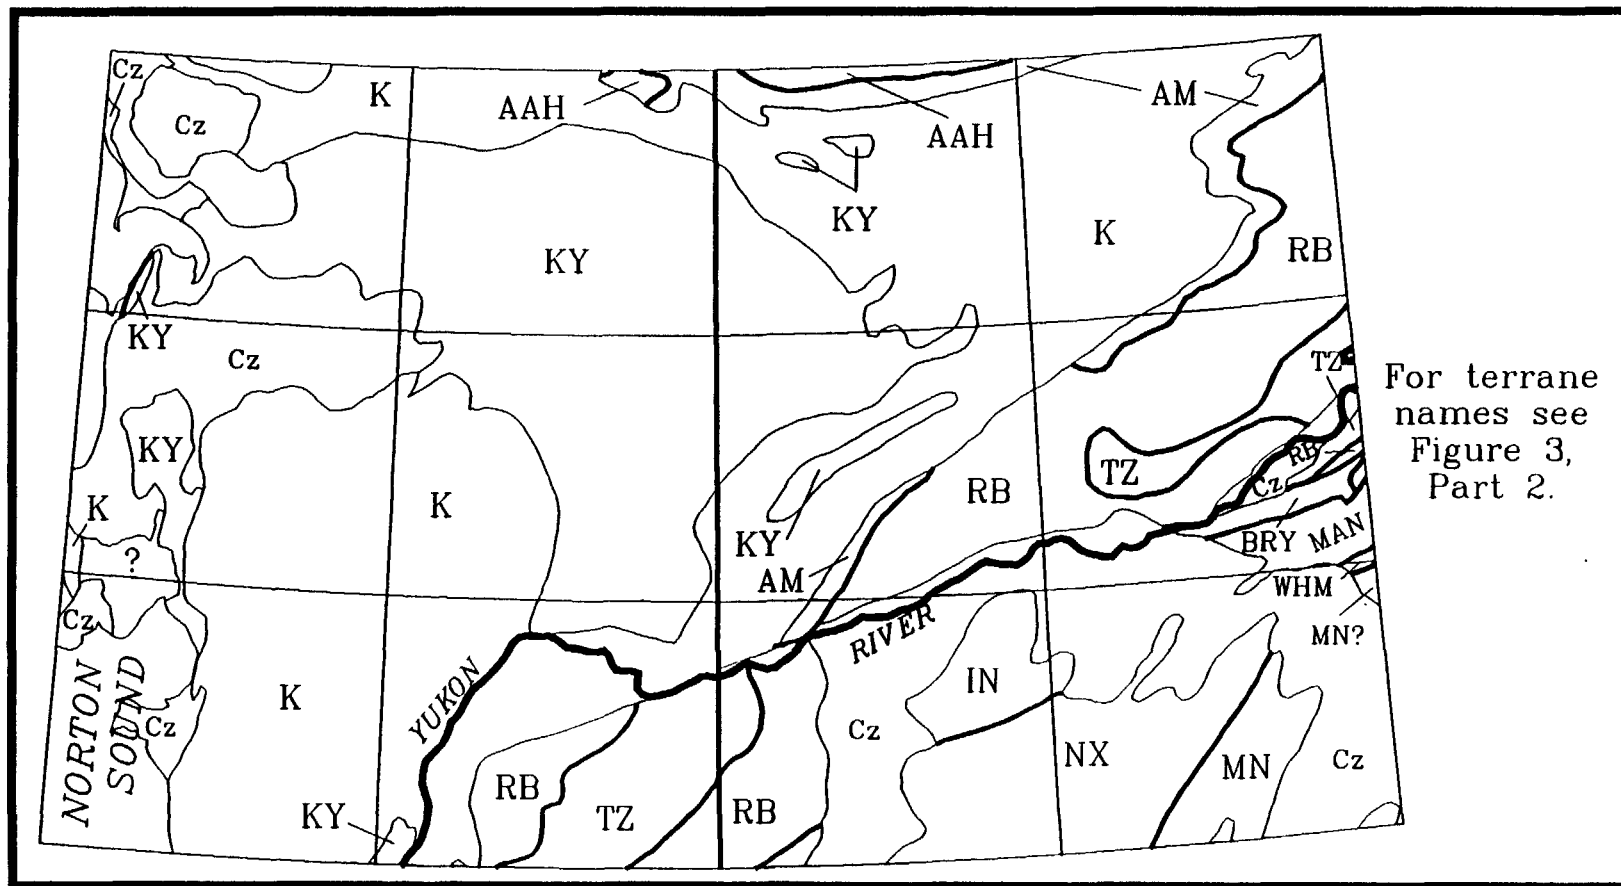 Cz
K
AAH
AM
Cz
AAH
KY
K
RB
KY
KY
Cz
TZ
For terrane
names see
Figure 3,
Part 2.
KY
RB
TZ
Cz
RB
K
K
KY
BRY
MAN
?
AM
WHM
Cz
RIVER
MN?
NORTON
SOUND
K
YUKON
IN
Cz
Cz
NX
MN
Cz
RB
TZ
RB
KY